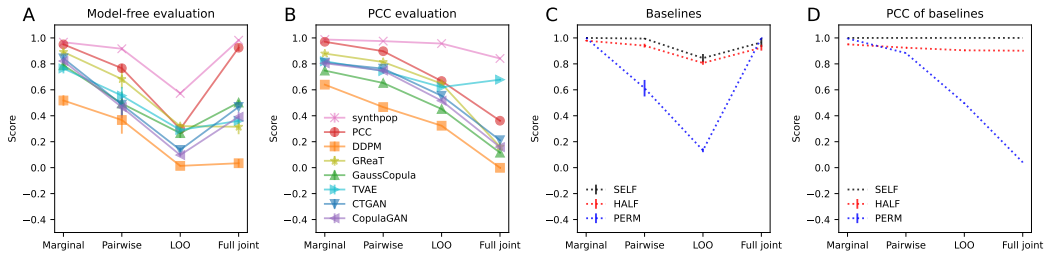 A
Model-free evaluation
Score
1.0
0.8
0.6
0.4
0.2
0.0
−0.2
−0.4
Marginal
Pairwise
LOO
Full joint
B
PCC evaluation
Score
1.0
0.8
0.6
0.4
0.2
0.0
−0.2
−0.4
synthpop
PCC
DDPM
GReaT
GaussCopula
TVAE
CTGAN
CopulaGAN
Marginal
Pairwise
LOO
Full joint
C
Baselines
Score
1.0
0.8
0.6
0.4
0.2
0.0
−0.2
−0.4
SELF
HALF
PERM
Marginal
Pairwise
LOO
Full joint
D
PCC of baselines
Score
1.0
0.8
0.6
0.4
0.2
0.0
−0.2
−0.4
SELF
HALF
PERM
Marginal
Pairwise
LOO
Full joint